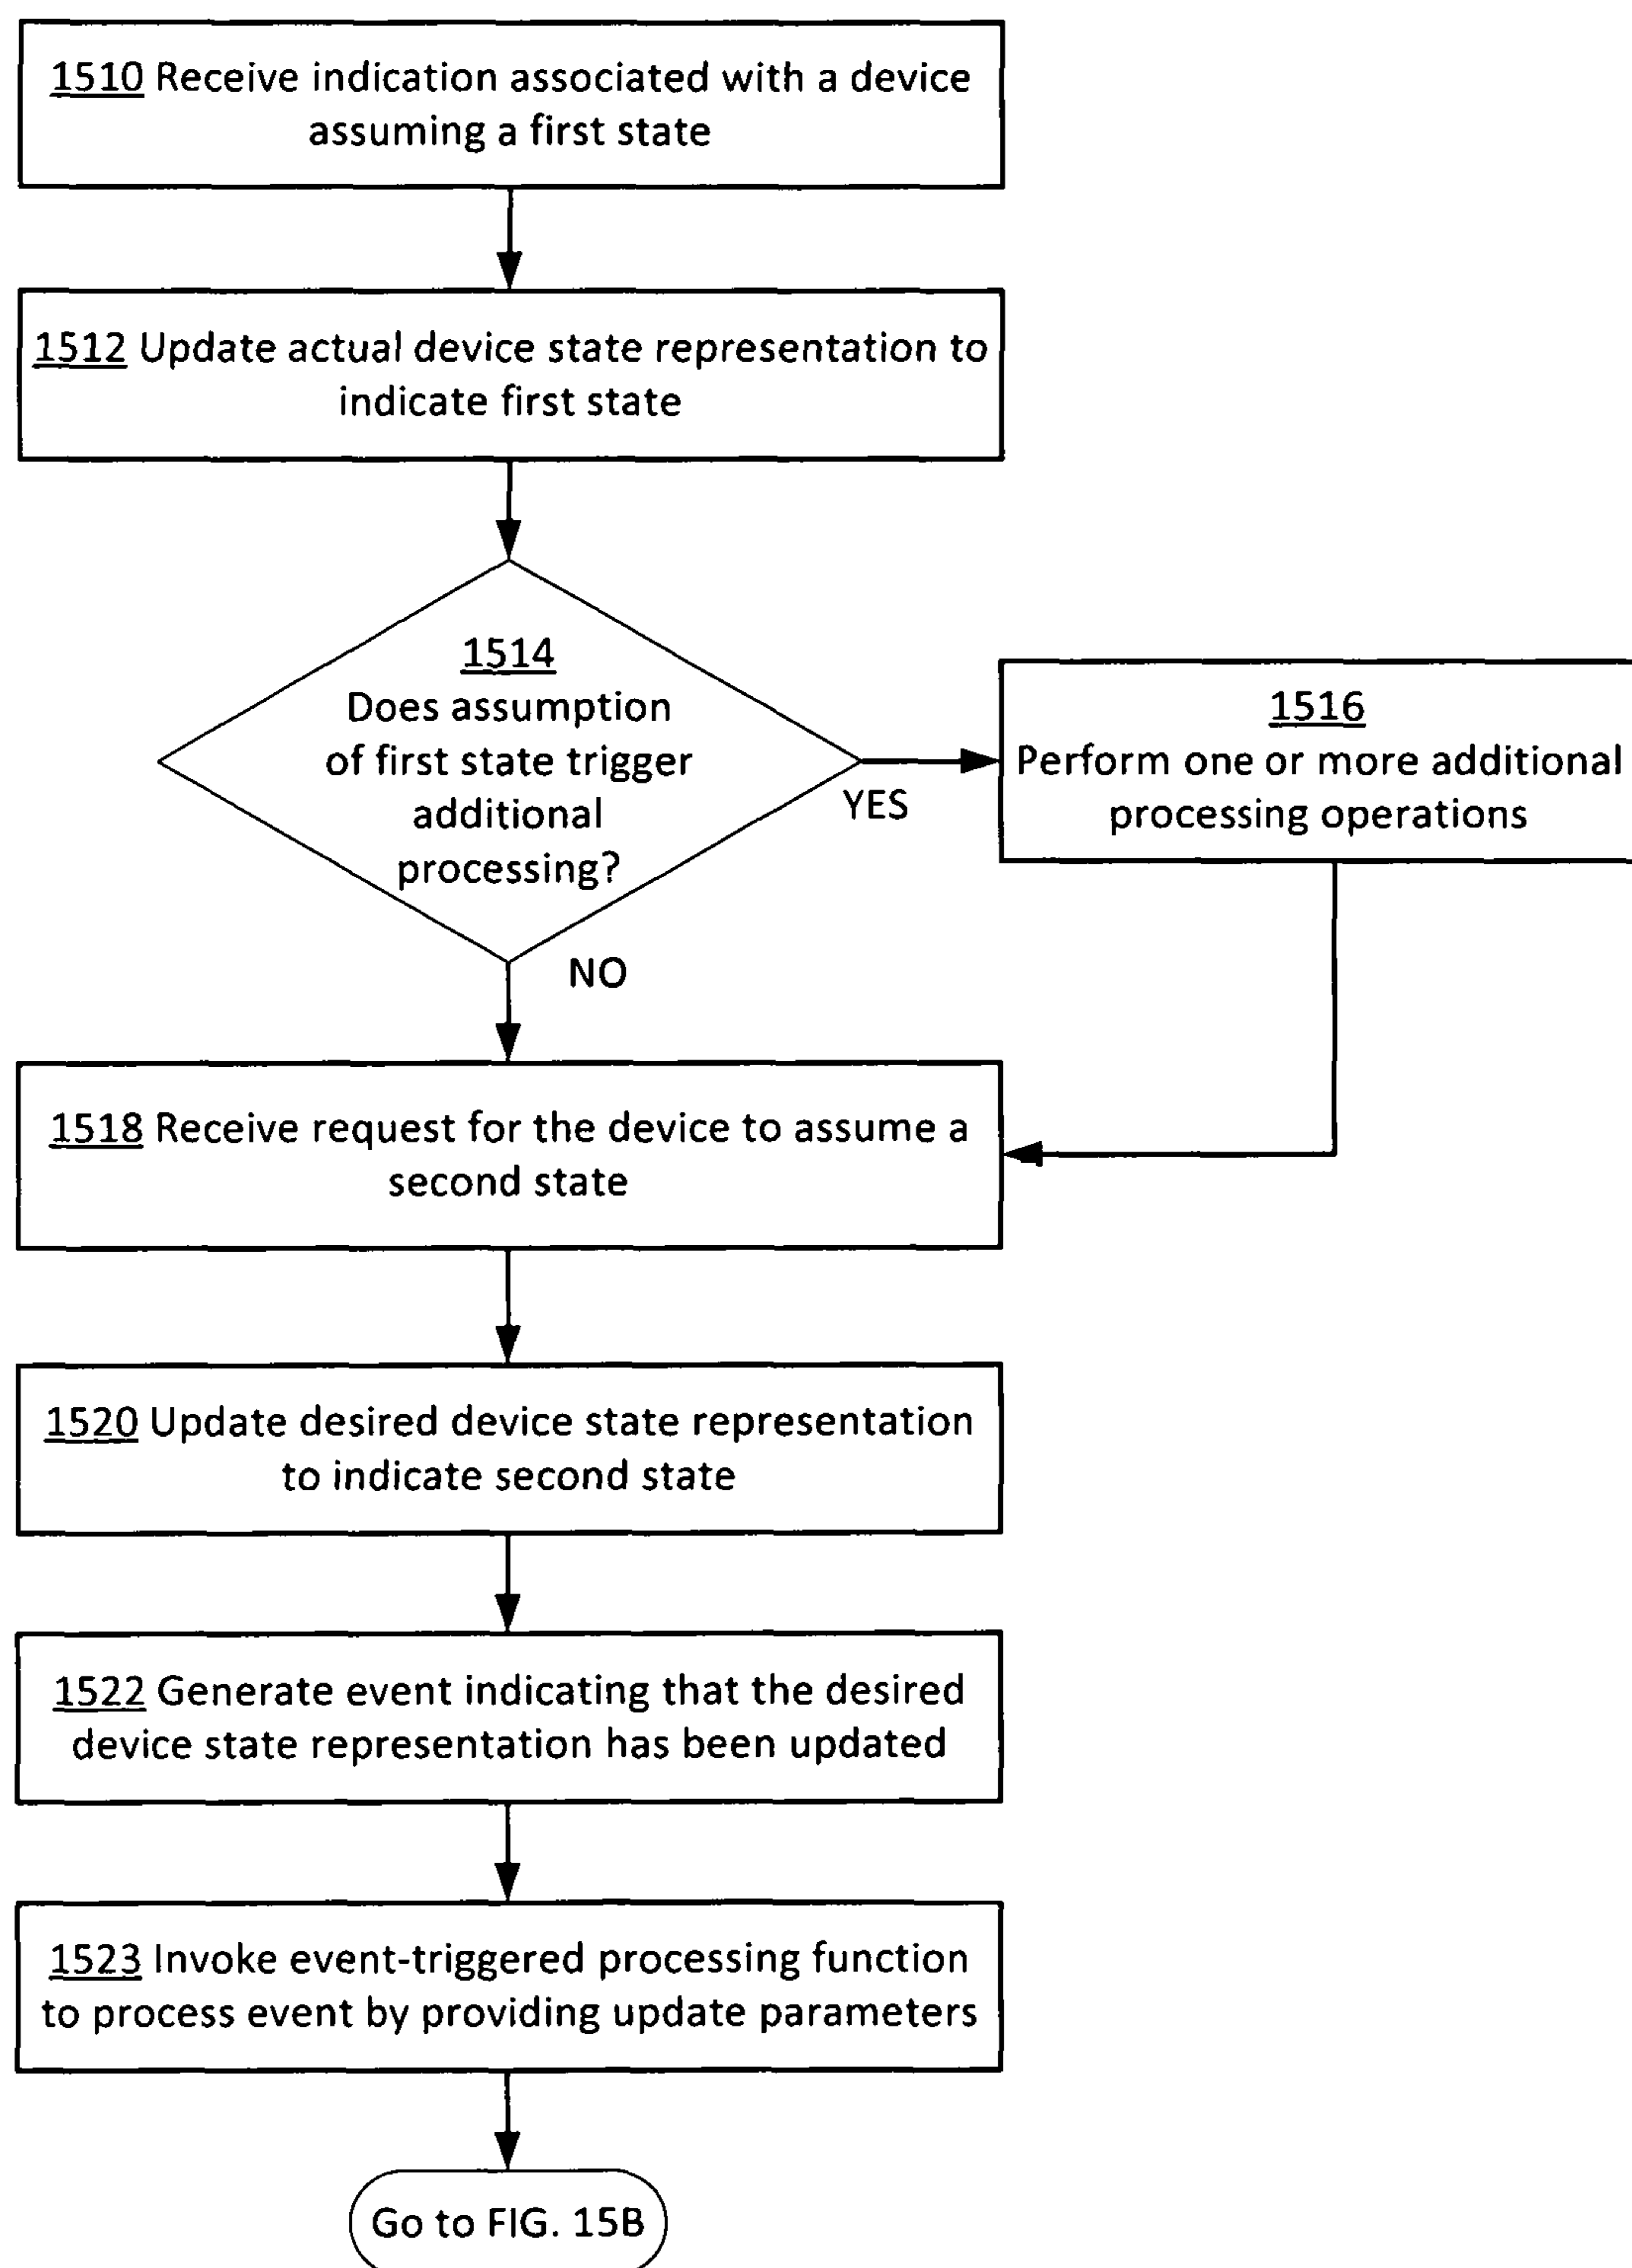 1510 Receive indication associated with a device
assuming a first state
1512 Update actual device state representation to
indicate first state
1514
Does assumption
of first state trigger
additional
processing?
YES
1516
Perform one or more additional
processing operations
NO
1518 Receive request for the device to assume a
second state
1520 Update desired device state representation
to indicate second state
1522 Generate event indicating that the desired
device state representation has been updated
1523 Invoke event-triggered processing function
to process event by providing update parameters
Go to FIG. 15B